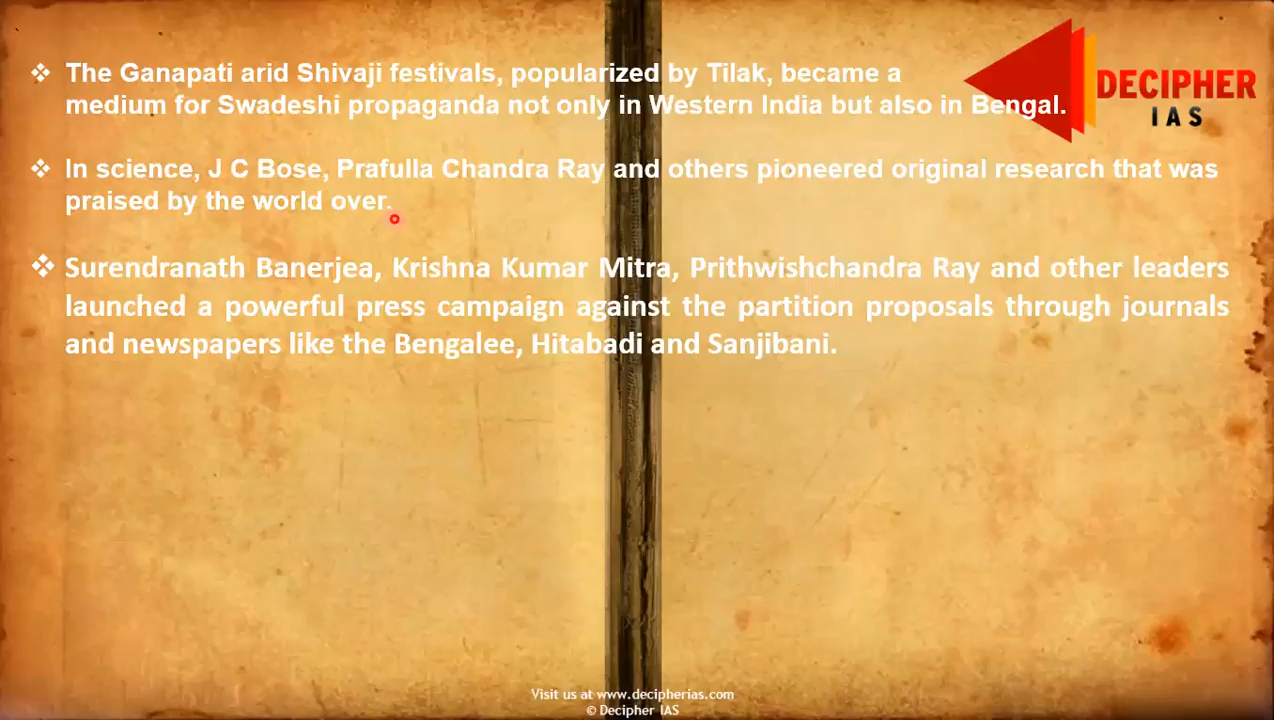 ❖ The Ganapati arid Shivaji festivals, popularized by Tilak, became a
medium for Swadeshi propaganda not only in Western India but also in Bengal.
DECIPHER
IAS
❖ In science, J C Bose, Prafulla Chandra Ray and others pioneered original research that was
praised by the world over.
❖ Surendranath Banerjea, Krishna Kumar Mitra, Prithwishchandra Ray and other leaders
launched a powerful press campaign against the partition proposals through journals
and newspapers like the Bengalee, Hitabadi and Sanjibani.
Visit us at www.decipherias.com
© Decipher IAS